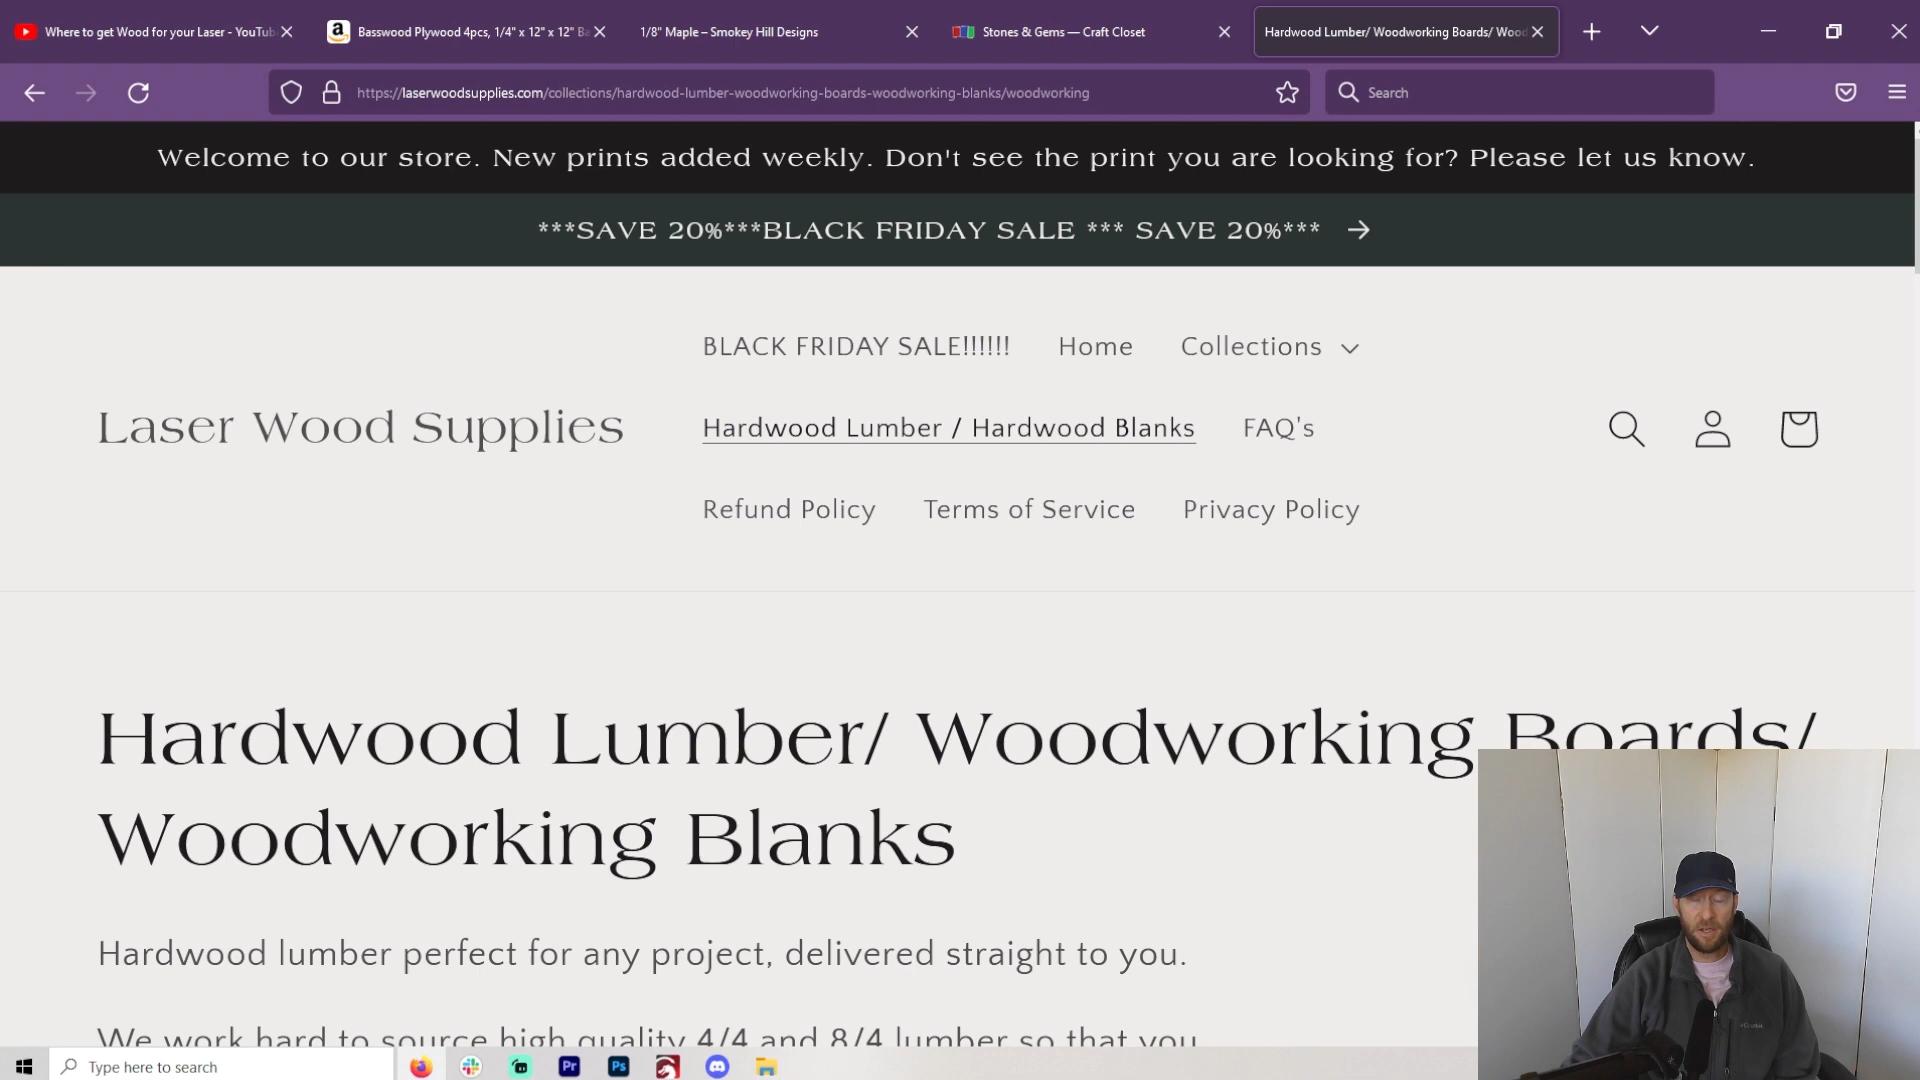 Where to get Wood for your Laser - YouTub
Basswood Plywood 4pcs, 1/4" x 12" x 12" Ba
1/8" Maple – Smokey Hill Designs
Stones & Gems — Craft Closet
Hardwood Lumber/ Woodworking Boards/ Wood
https://laserwoodsupplies.com/collections/hardwood-lumber-woodworking-boards-woodworking-blanks/woodworking
Search
Welcome to our store. New prints added weekly. Don't see the print you are looking for? Please let us know.
***SAVE 20%***BLACK FRIDAY SALE *** SAVE 20%***
Laser Wood Supplies
BLACK FRIDAY SALE!!!!!! Home Collections
Hardwood Lumber / Hardwood Blanks FAQ's
Refund Policy Terms of Service Privacy Policy
Hardwood Lumber/ Woodworking Boards/
Woodworking Blanks
Hardwood lumber perfect for any project, delivered straight to you.
We work hard to source high quality 4/4 and 8/4 lumber so that you
Type here to search
Pr
Ps